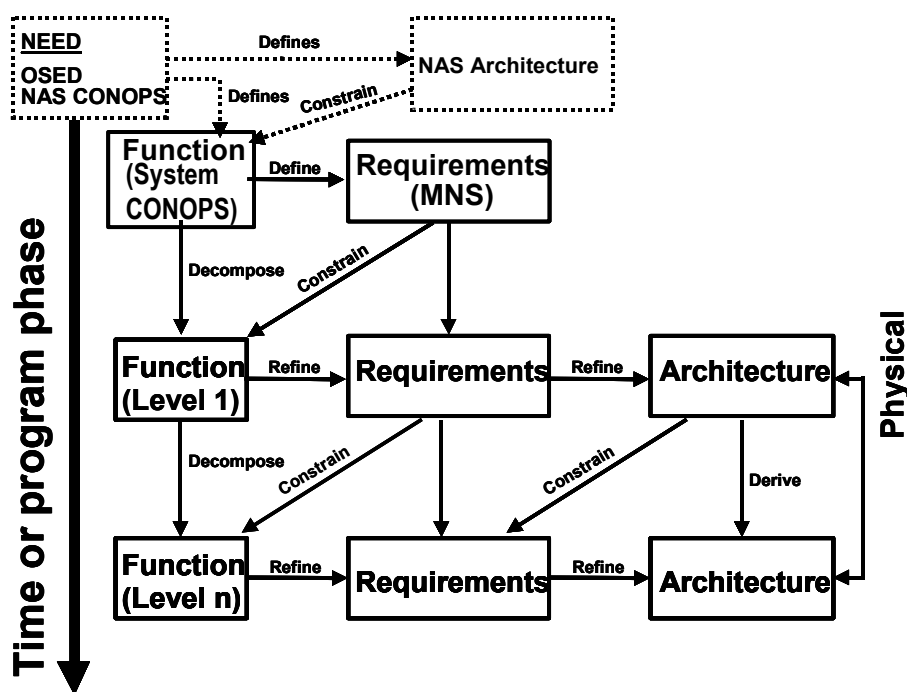 NEED
OSED
NAS CONOPS
Defines
NAS Architecture
Defines
Constrain
Function
(System
CONOPS)
Define
Requirements
(MNS)
Decompose
Constrain
Function
(Level 1)
Refine
Requirements
Refine
Architecture
Decompose
Constrain
Constrain
Derive
Function
(Level n)
Refine
Requirements
Refine
Architecture
Time or program phase
Physical